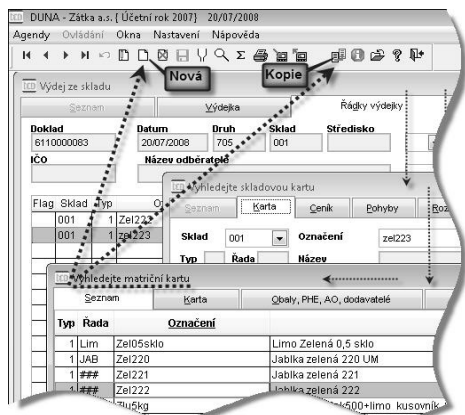 DUNA - Zátka a.s. { Účetní rok 2007} 20/07/2008
Agendy Ovládání Okna Nastavení Nápověda
Nová Kopie
Výdej ze skladu
Seznam Výdejka Řádky výdejky
Doklad Datum Druh Sklad Středisko
6110000083 20/07/2008 705 001
IČO Název odběratele
Vyhledejte skladovou kartu
Flag Sklad Typ
Seznam Karta Ceník Pohyby
001 1 Zel222
001 1 zel223
Sklad 001 Označení zel223
Typ Řada Název
Vyhledejte matriční kartu
Seznam Karta Obaly, PHE, AO, dodavatelé
Typ Řada Označení
1 Lim Zel05sklo Limo Zelená 0,5 sklo
1 JAB Zel220 Jablka zelená 220 UM
1 ### Zel221 Jablka zelená 221
1 ### Zel222 Jablka zelená 222
Zlu5kg